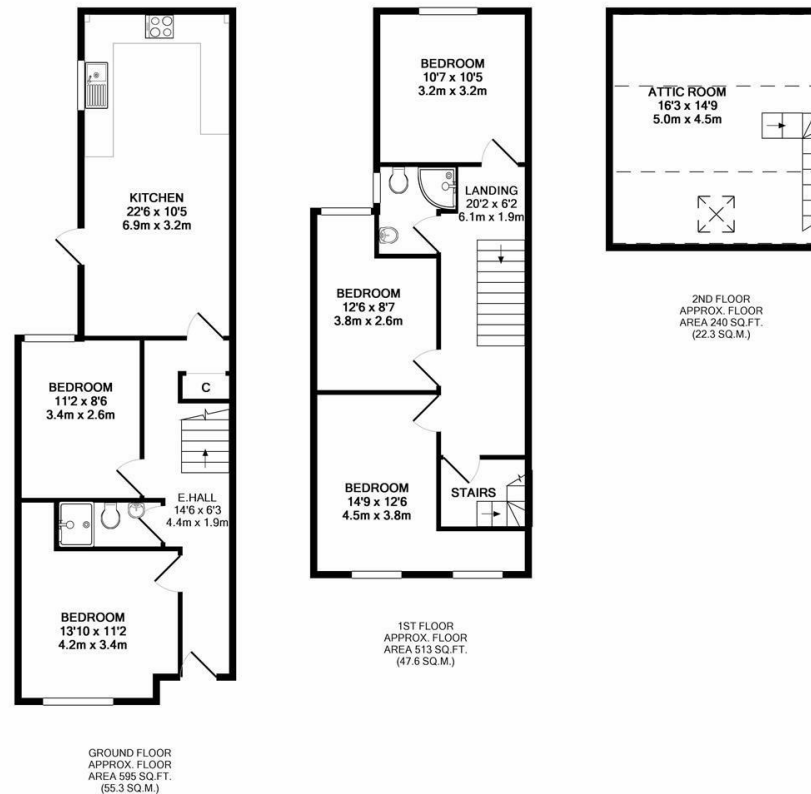 KITCHEN
22'6 x 10'5
6.9m x 3.2m
BEDROOM
11'2 x 8'6
3.4m x 2.6m
C
E.HALL
14'6 x 6'3
4.4m x 1.9m
BEDROOM
13'10 x 11'2
4.2m x 3.4m
GROUND FLOOR
APPROX. FLOOR
AREA 595 SQ.FT.
(55.3 SQ.M.)
BEDROOM
10'7 x 10'5
3.2m x 3.2m
LANDING
20'2 x 6'2
6.1m x 1.9m
BEDROOM
12'6 x 8'7
3.8m x 2.6m
BEDROOM
14'9 x 12'6
4.5m x 3.8m
STAIRS
1ST FLOOR
APPROX. FLOOR
AREA 513 SQ.FT.
(47.6 SQ.M.)
ATTIC ROOM
16'3 x 14'9
5.0m x 4.5m
2ND FLOOR
APPROX. FLOOR
AREA 240 SQ.FT.
(22.3 SQ.M.)